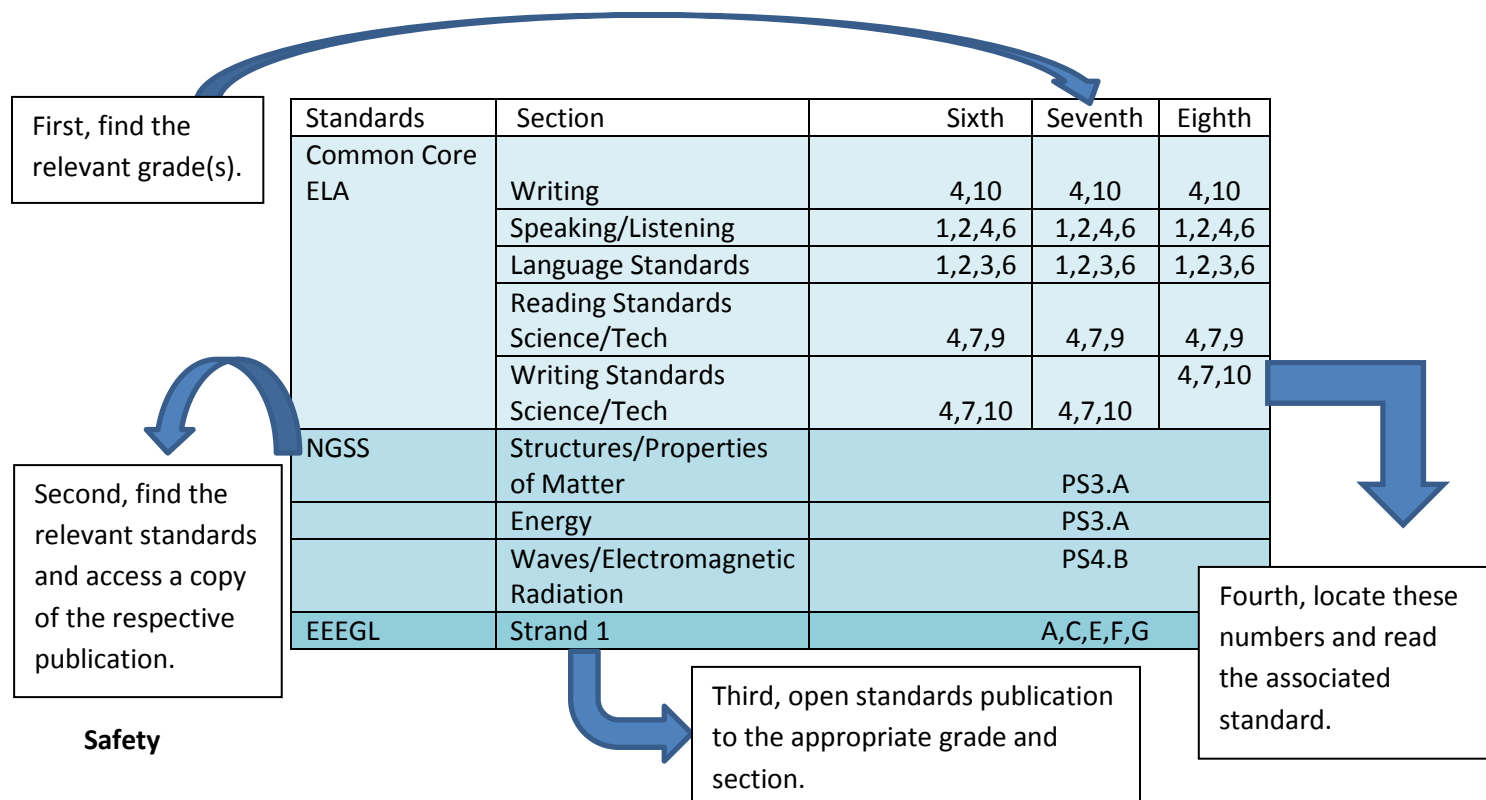 First, find the
relevant grade(s).
Standards Section Sixth Seventh Eighth
Common Core
ELA Writing 4,10 4,10 4,10
Speaking/Listening 1,2,4,6 1,2,4,6 1,2,4,6
Language Standards 1,2,3,6 1,2,3,6 1,2,3,6
Reading Standards
Science/Tech 4,7,9 4,7,9 4,7,9
Writing Standards 4,7,10
Science/Tech 4,7,10 4,7,10
NGSS Structures/Properties
of Matter PS3.A
Energy PS3.A
Waves/Electromagnetic PS4.B
Radiation
EEEGL Strand 1 A,C,E,F,G
Second, find the
relevant standards
and access a copy
of the respective
publication.
Third, open standards publication
to the appropriate grade and
section.
Fourth, locate these
numbers and read
the associated
standard.
Safety